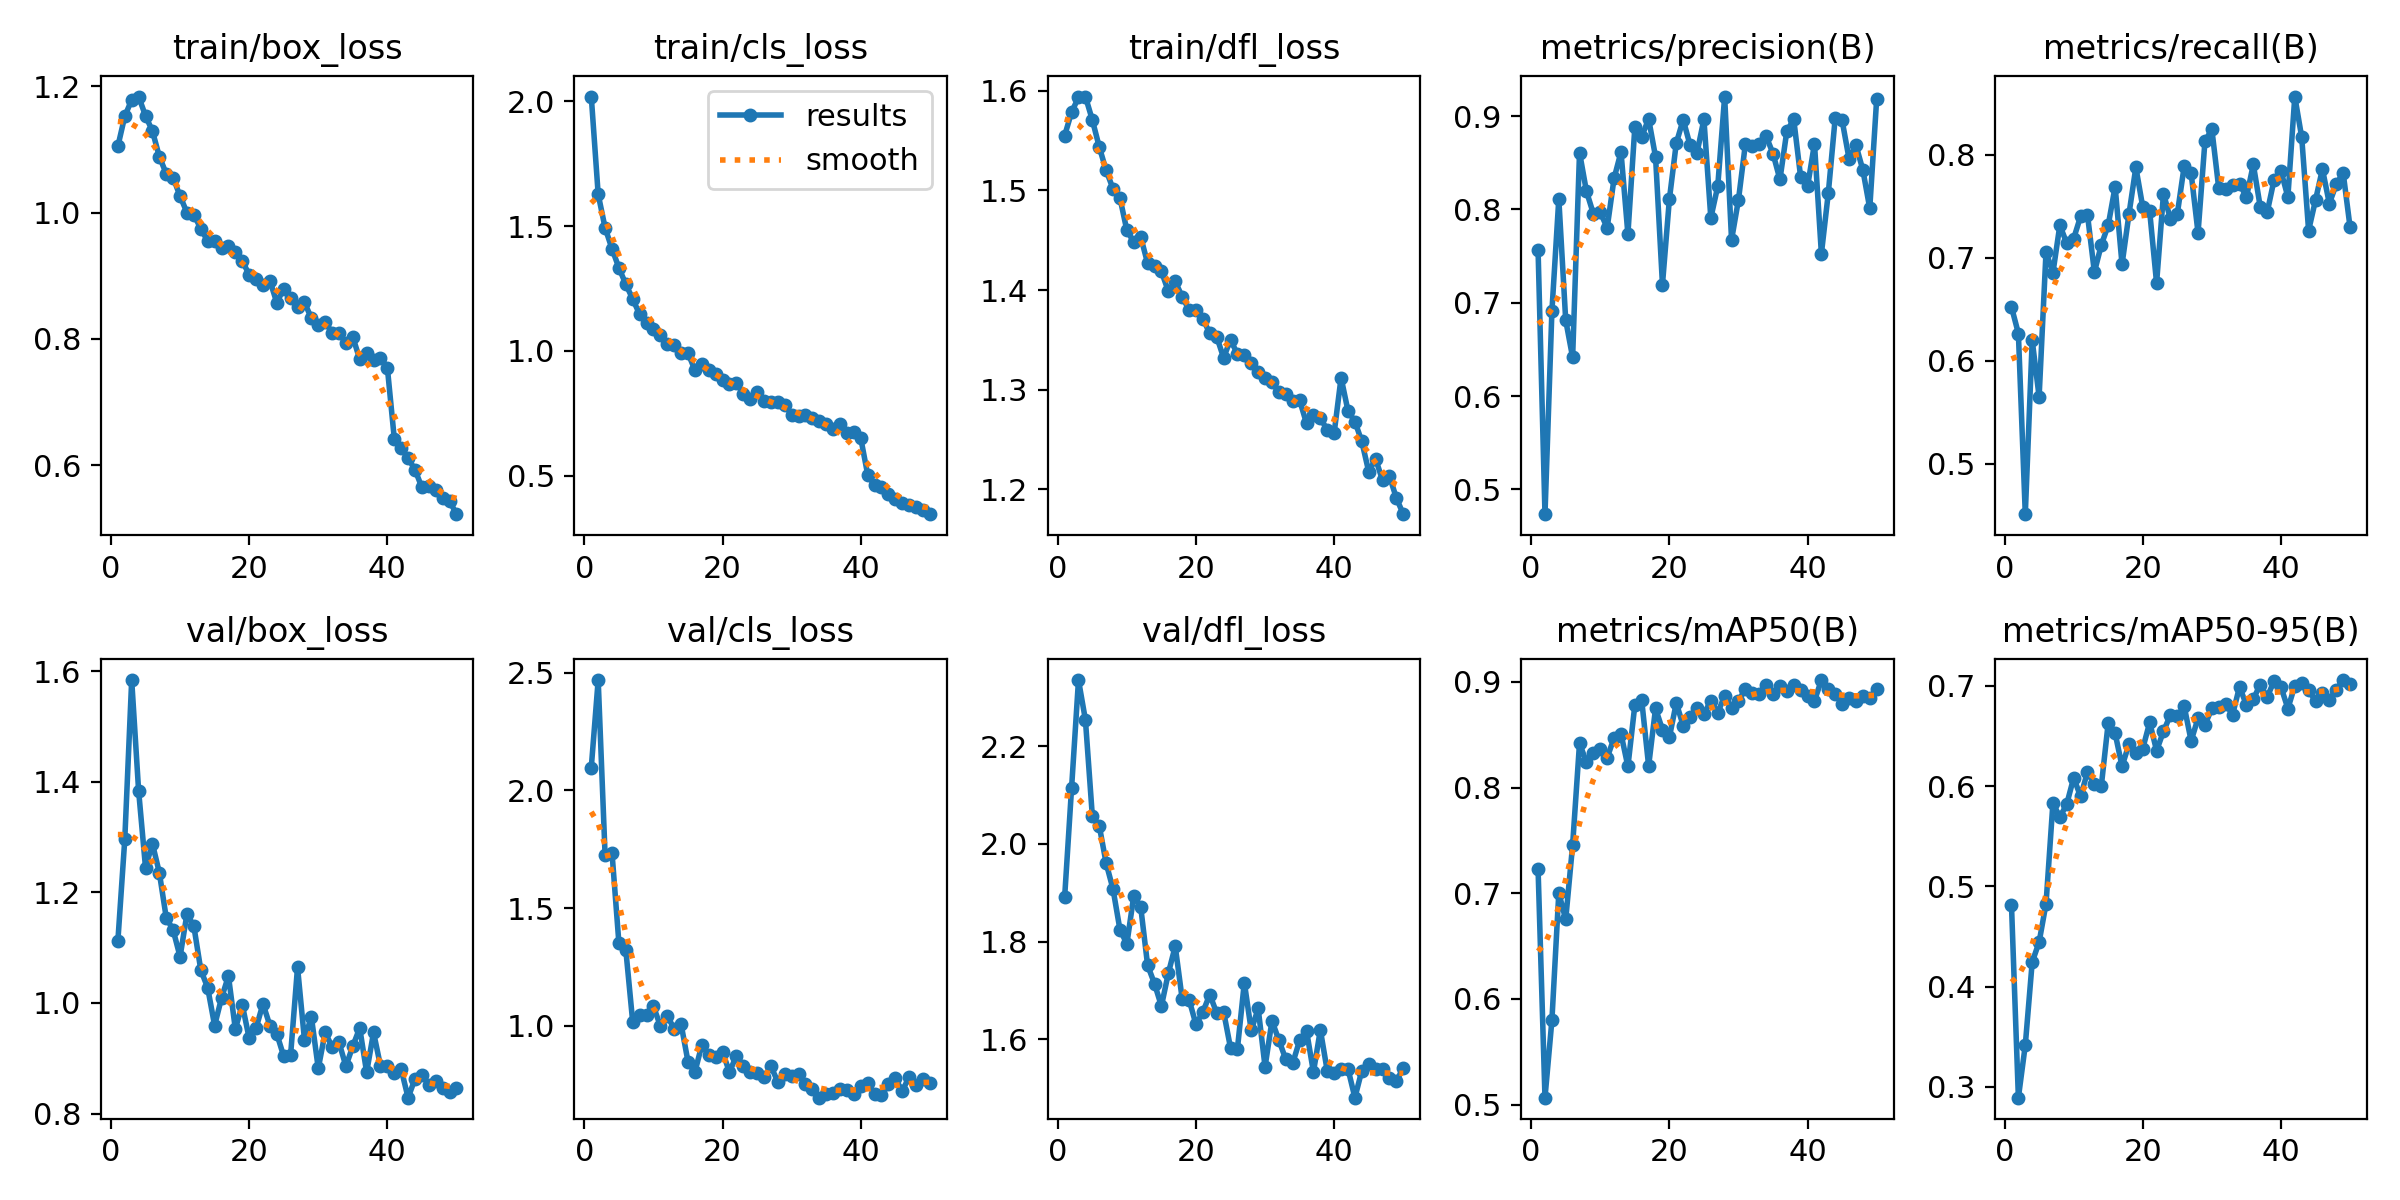 train/box_loss
1.2
1.0
0.8
0.6
0 20 40
train/cls_loss
results
smooth
2.0
1.5
1.0
0.5
0 20 40
train/dfl_loss
1.6
1.5
1.4
1.3
1.2
0 20 40
metrics/precision(B)
0.9
0.8
0.7
0.6
0.5
0 20 40
metrics/recall(B)
0.8
0.7
0.6
0.5
0 20 40
val/box_loss
1.6
1.4
1.2
1.0
0.8
0 20 40
val/cls_loss
2.5
2.0
1.5
1.0
0 20 40
val/dfl_loss
2.2
2.0
1.8
1.6
0 20 40
metrics/mAP50(B)
0.9
0.8
0.7
0.6
0.5
0 20 40
metrics/mAP50-95(B)
0.7
0.6
0.5
0.4
0.3
0 20 40